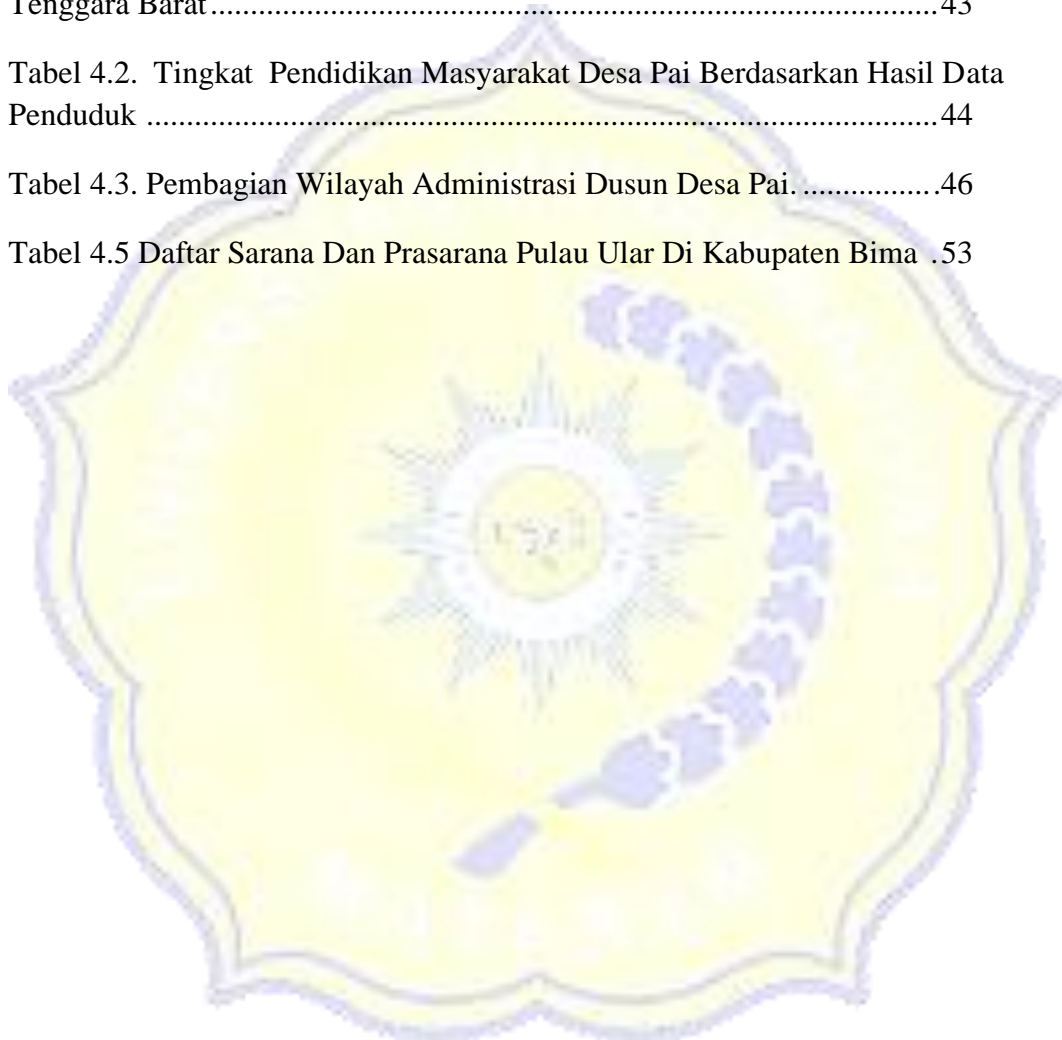 Tenggara Barat...........................................................................................43
Tabel 4.2. Tingkat Pendidikan Masyarakat Desa Pai Berdasarkan Hasil Data
Penduduk ...................................................................................................44
Tabel 4.3. Pembagian Wilayah Administrasi Dusun Desa Pai. .................46
Tabel 4.5 Daftar Sarana Dan Prasarana Pulau Ular Di Kabupaten Bima .53